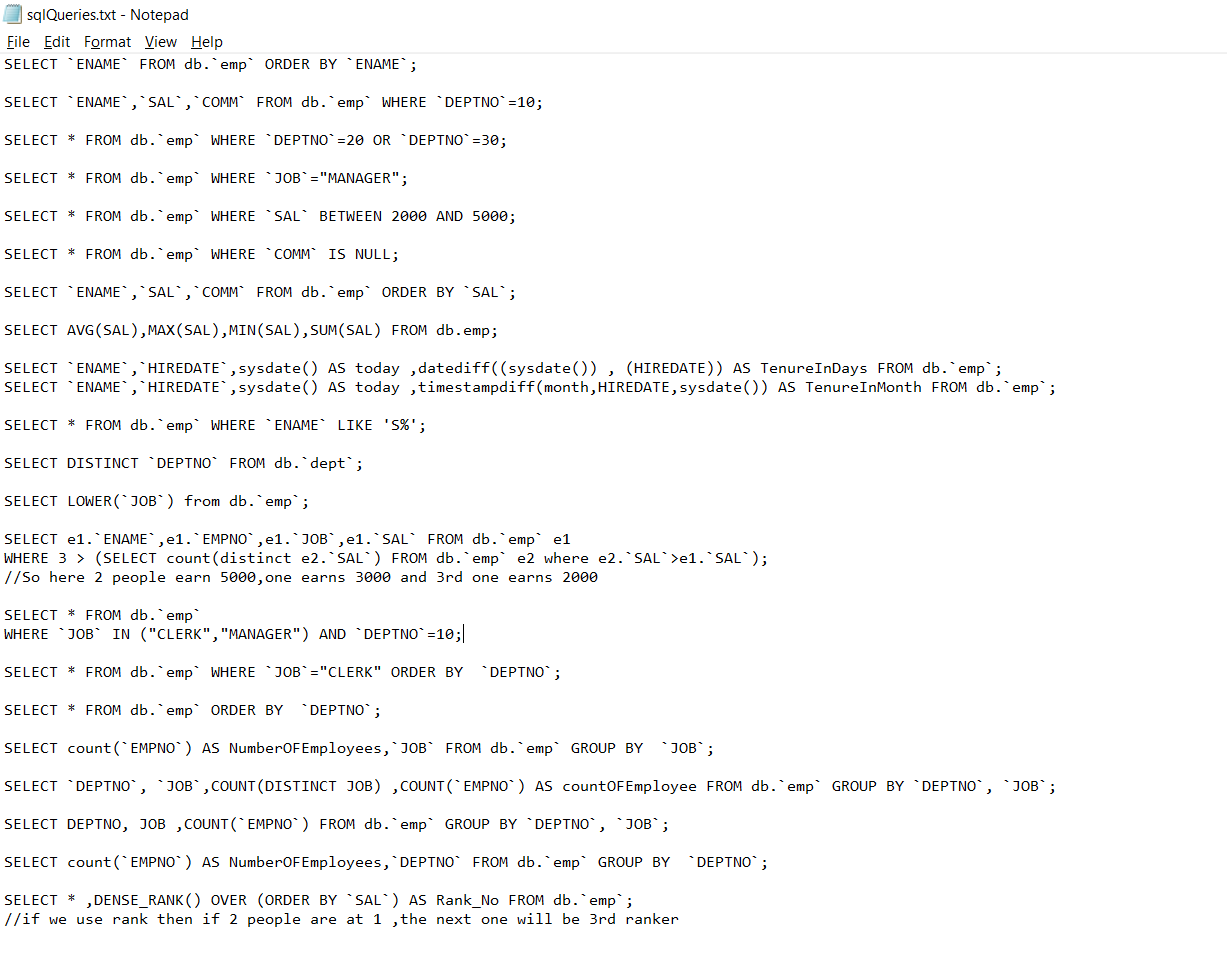 sqlQueries.txt - Notepad
File Edit Format View Help
SELECT `ENAME` FROM db.`emp` ORDER BY `ENAME`;
SELECT `ENAME`,`SAL`,`COMM` FROM db.`emp` WHERE `DEPTNO`=10;
SELECT * FROM db.`emp` WHERE `DEPTNO`=20 OR `DEPTNO`=30;
SELECT * FROM db.`emp` WHERE `JOB`="MANAGER";
SELECT * FROM db.`emp` WHERE `SAL` BETWEEN 2000 AND 5000;
SELECT * FROM db.`emp` WHERE `COMM` IS NULL;
SELECT `ENAME`,`SAL`,`COMM` FROM db.`emp` ORDER BY `SAL`;
SELECT AVG(SAL),MAX(SAL),MIN(SAL),SUM(SAL) FROM db.emp;
SELECT `ENAME`,`HIREDATE`,sysdate() AS today ,datediff((sysdate()) , (HIREDATE)) AS TenureInDays FROM db.`emp`;
SELECT `ENAME`,`HIREDATE`,sysdate() AS today ,timestampdiff(month,HIREDATE,sysdate()) AS TenureInMonth FROM db.`emp`;
SELECT * FROM db.`emp` WHERE `ENAME` LIKE 'S%';
SELECT DISTINCT `DEPTNO` FROM db.`dept`;
SELECT LOWER(`JOB`) from db.`emp`;
SELECT e1.`ENAME`,e1.`EMPNO`,e1.`JOB`,e1.`SAL` FROM db.`emp` e1
WHERE 3 > (SELECT count(distinct e2.`SAL`) FROM db.`emp` e2 where e2.`SAL`>e1.`SAL`);
//So here 2 people earn 5000,one earns 3000 and 3rd one earns 2000
SELECT * FROM db.`emp`
WHERE `JOB` IN ("CLERK","MANAGER") AND `DEPTNO`=10;
SELECT * FROM db.`emp` WHERE `JOB`="CLERK" ORDER BY  `DEPTNO`;
SELECT * FROM db.`emp` ORDER BY  `DEPTNO`;
SELECT count(`EMPNO`) AS NumberOFEmployees,`JOB` FROM db.`emp` GROUP BY  `JOB`;
SELECT `DEPTNO`, `JOB`,COUNT(DISTINCT JOB) ,COUNT(`EMPNO`) AS countOFEmployee FROM db.`emp` GROUP BY `DEPTNO`, `JOB`;
SELECT DEPTNO, JOB ,COUNT(`EMPNO`) FROM db.`emp` GROUP BY `DEPTNO`, `JOB`;
SELECT count(`EMPNO`) AS NumberOFEmployees,`DEPTNO` FROM db.`emp` GROUP BY  `DEPTNO`;
SELECT * ,DENSE_RANK() OVER (ORDER BY `SAL`) AS Rank_No FROM db.`emp`;
//if we use rank then if 2 people are at 1 ,the next one will be 3rd ranker